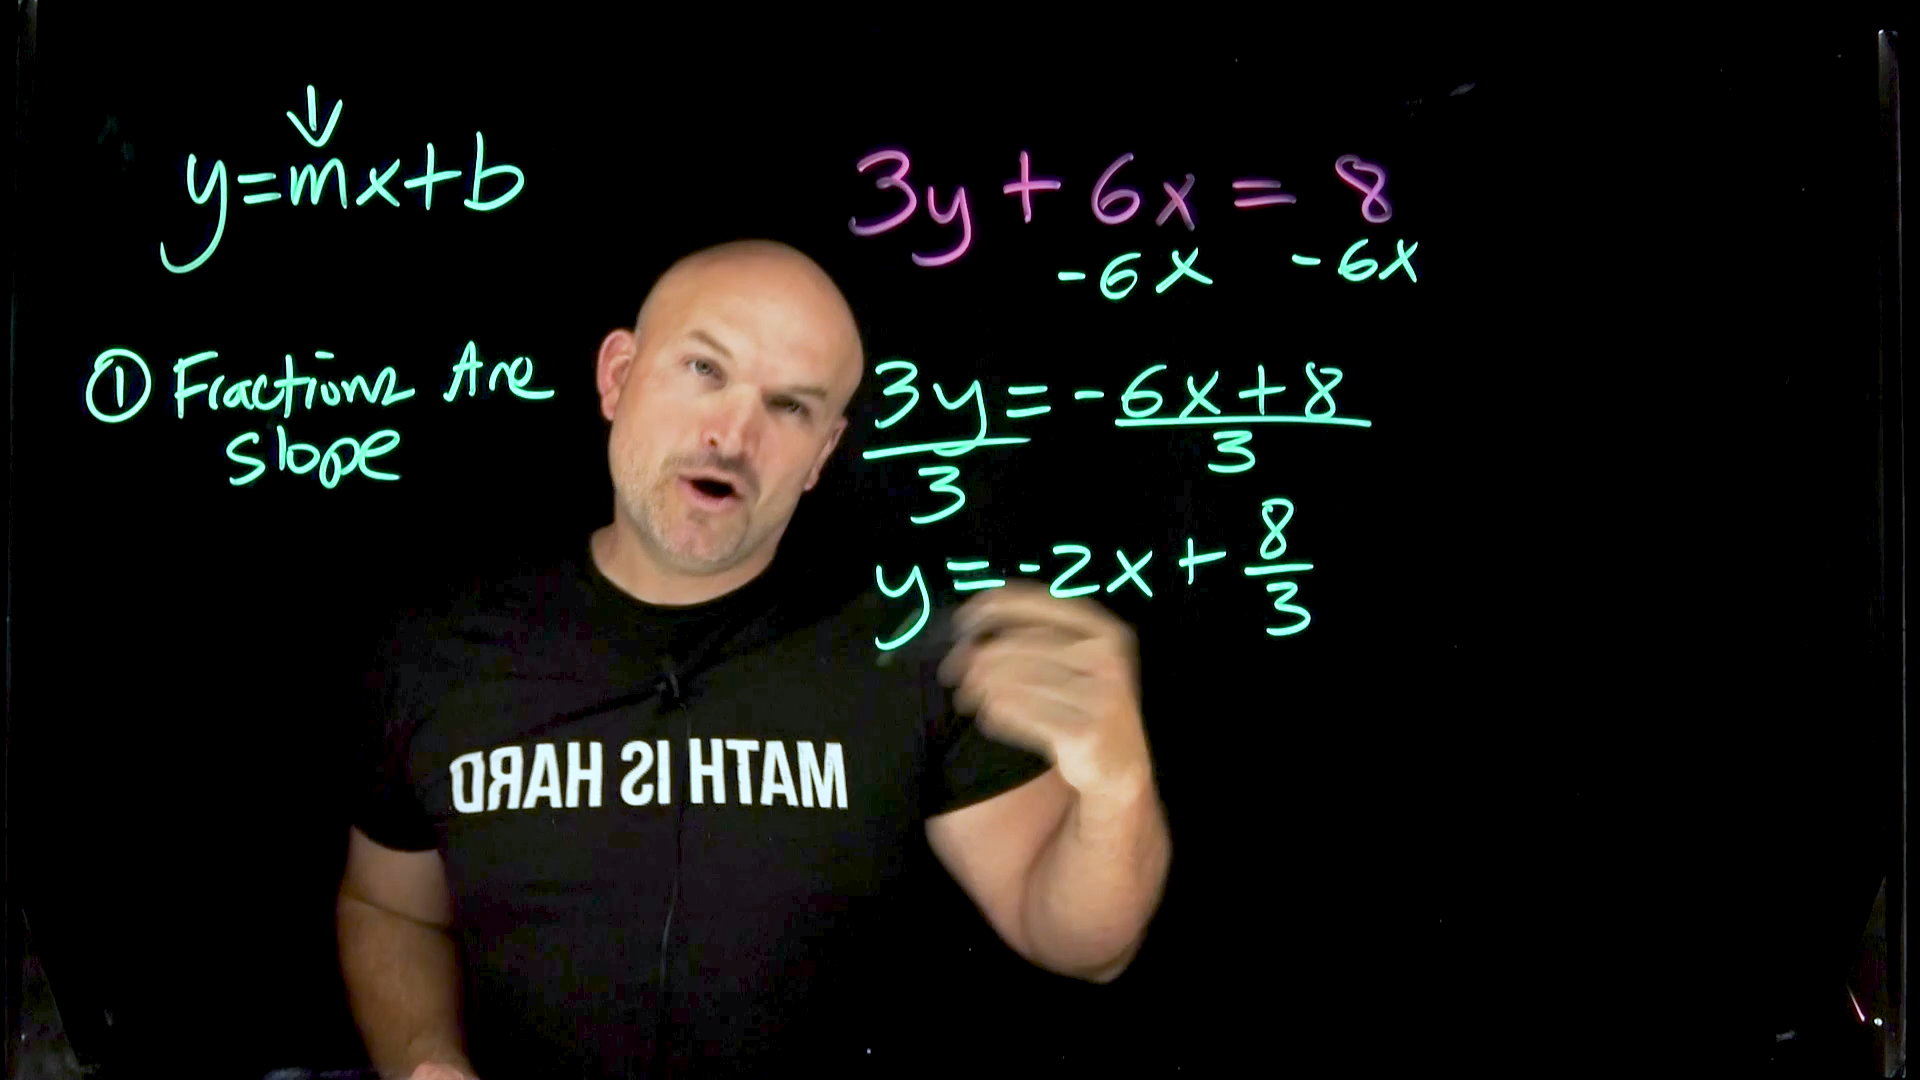 y=mx+b
① Fractions Are
slope
3y + 6x = 8
-6x -6x
3y = -6x+8
3 3
y = -2x + 8/3
MATH IS HARD